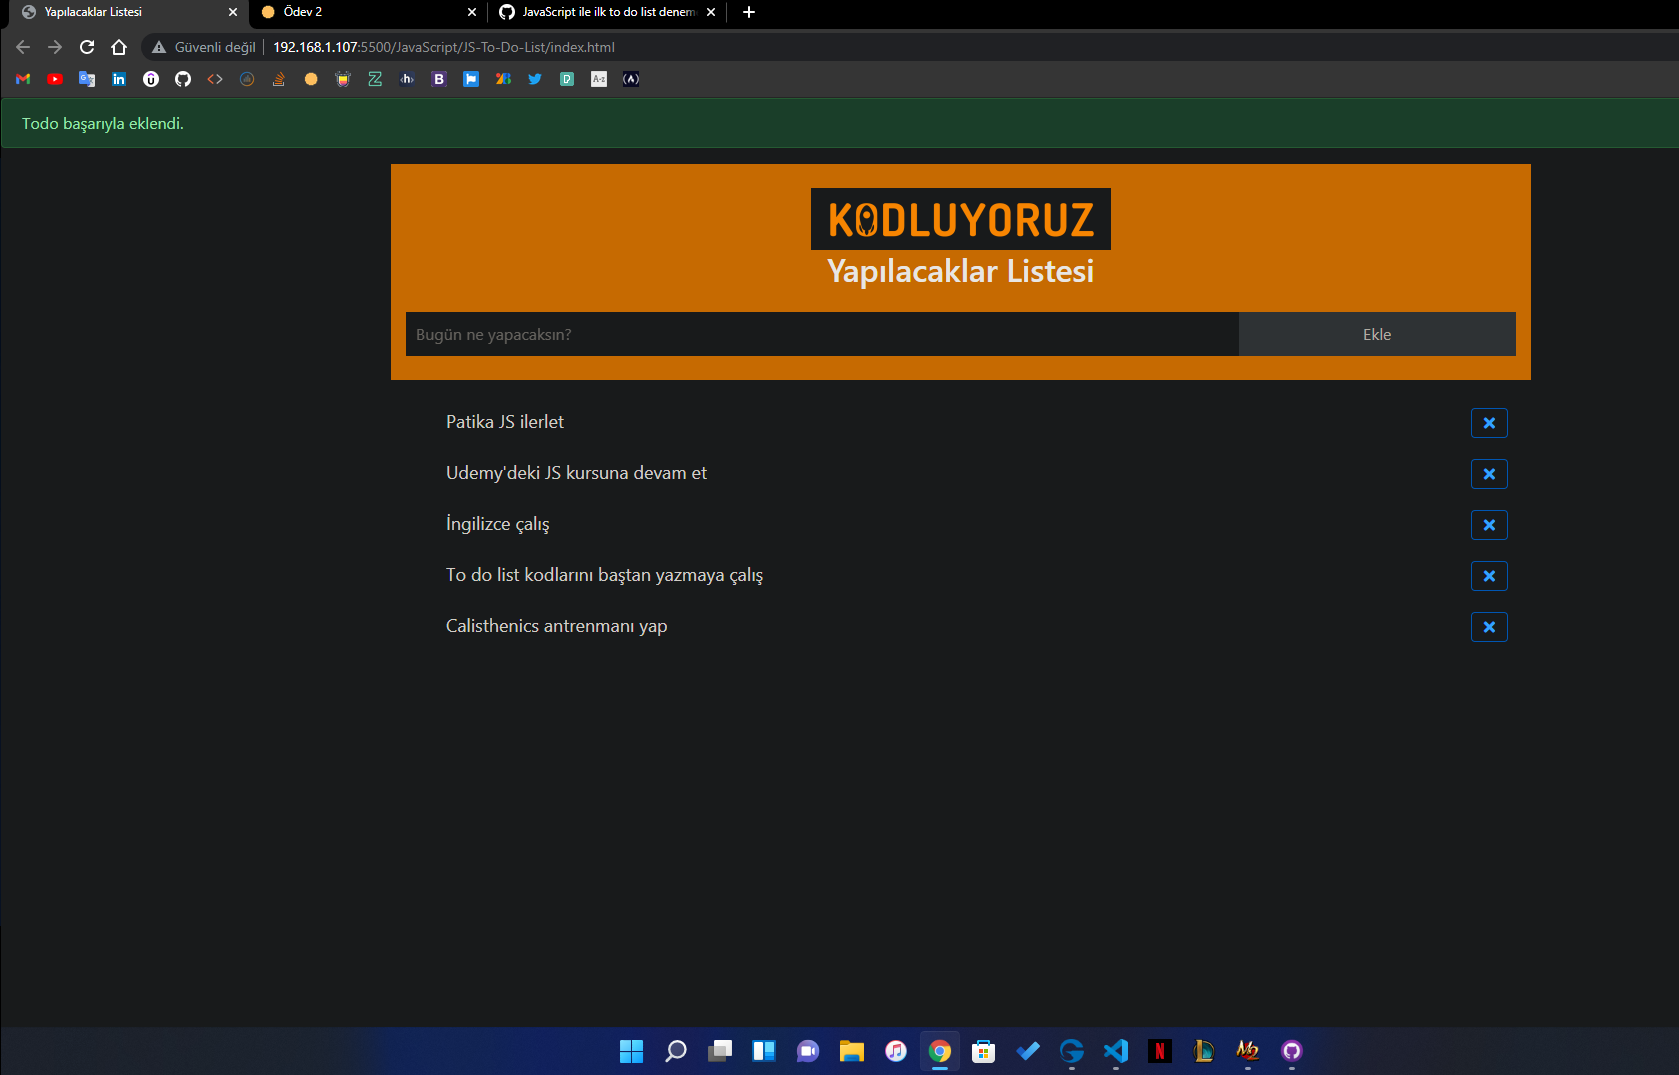 Yapılacaklar Listesi
Ödev 2
JavaScript ile ilk to do list denem
Güvenli değil
192.168.1.107:5500/JavaScript/JS-To-Do-List/index.html
Todo başarıyla eklendi.
KODLUYORUZ
Yapılacaklar Listesi
Bugün ne yapacaksın?
Ekle
Patika JS ilerlet
Udemy'deki JS kursuna devam et
İngilizce çalış
To do list kodlarını baştan yazmaya çalış
Calisthenics antrenmanı yap